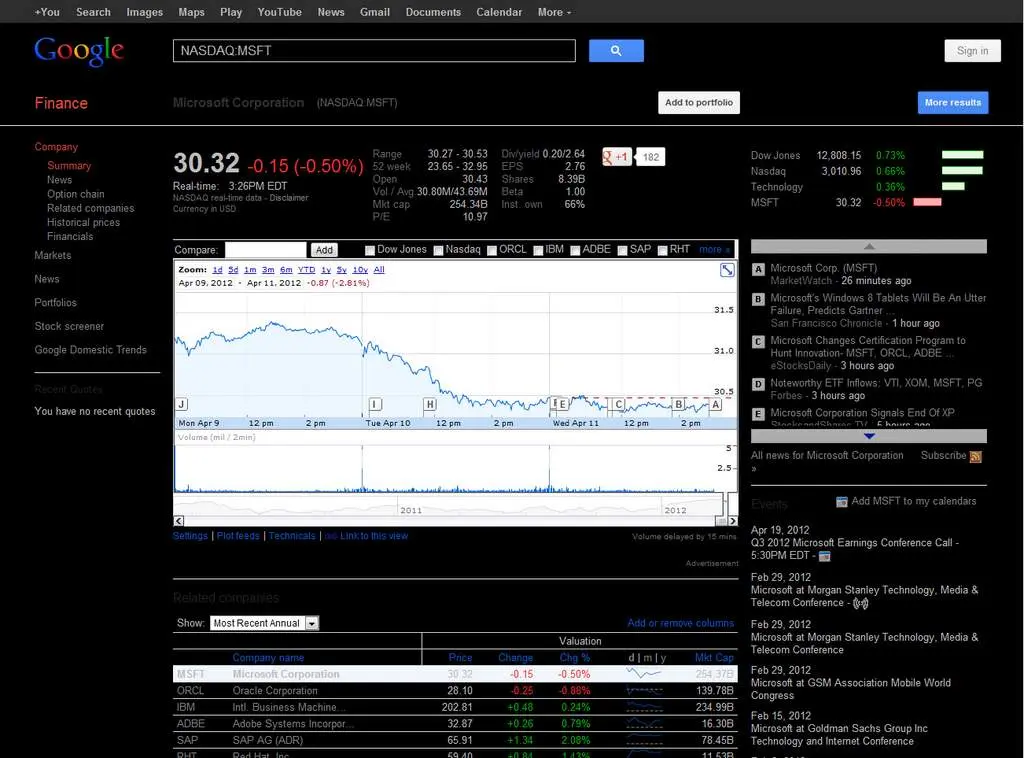 +You Search Images Maps Play YouTube News Gmail Documents Calendar More
Google
NASDAQ:MSFT
Sign in
Finance
Microsoft Corporation (NASDAQ:MSFT)
Add to portfolio
More results
Company
Summary
News
Option chain
Related companies
Historical prices
Financials
Markets
News
Portfolios
Stock screener
Google Domestic Trends
Recent Quotes
You have no recent quotes
30.32 -0.15 (-0.50%)
Real-time: 3:26PM EDT
NASDAQ real-time data - Disclaimer
Currency in USD
Range 30.27 - 30.53
52 week 23.65 - 32.95
Open 30.43
Vol / Avg. 30.80M/43.69M
Mkt cap 254.34B
P/E 10.97
Div/yield 0.20/2.64
EPS 2.76
Shares 8.39B
Beta 1.00
Inst. own 66%
g +1 182
Dow Jones 12,808.15 0.73%
Nasdaq 3,010.96 0.66%
Technology 0.36%
MSFT 30.32 -0.50%
Compare: Add Dow Jones Nasdaq ORCL IBM ADBE SAP RHT more »
Zoom: 1d 5d 1m 3m 6m YTD 1y 5y 10y All
Apr 09, 2012 - Apr 11, 2012 -0.87 (-2.81%)
31.5
31.0
30.5
J I H E C B A
Mon Apr 9 12 pm 2 pm Tue Apr 10 12 pm 2 pm Wed Apr 11 12 pm 2 pm
Volume (mil / 2min)
5
2.5
2011 2012
Settings | Plot feeds | Technicals | Link to this view
Volume delayed by 15 mins.
Advertisement
A Microsoft Corp. (MSFT)
MarketWatch - 26 minutes ago
B Microsoft's Windows 8 Tablets Will Be An Utter
Failure, Predicts Gartner ...
San Francisco Chronicle - 1 hour ago
C Microsoft Changes Certification Program to
Hunt Innovation- MSFT, ORCL, ADBE ...
eStocksDaily - 3 hours ago
D Noteworthy ETF Inflows: VTI, XOM, MSFT, PG
Forbes - 3 hours ago
E Microsoft Corporation Signals End Of XP
StocksandShares.TV - 5 hours ago
All news for Microsoft Corporation
»
Subscribe
Events
Add MSFT to my calendars
Apr 19, 2012
Q3 2012 Microsoft Earnings Conference Call -
5:30PM EDT -
Feb 29, 2012
Microsoft at Morgan Stanley Technology, Media &
Telecom Conference -
Feb 29, 2012
Microsoft at Morgan Stanley Technology, Media &
Telecom Conference
Feb 29, 2012
Microsoft at GSM Association Mobile World
Congress
Feb 15, 2012
Microsoft at Goldman Sachs Group Inc
Technology and Internet Conference
Related companies
Show: Most Recent Annual
Add or remove columns
Valuation
Company name Price Change Chg % d | m | y Mkt Cap
MSFT Microsoft Corporation 30.32 -0.15 -0.50% 254.37B
ORCL Oracle Corporation 28.10 -0.25 -0.88% 139.78B
IBM Intl. Business Machine... 202.81 +0.48 0.24% 234.99B
ADBE Adobe Systems Incorpor... 32.87 +0.26 0.79% 16.30B
SAP SAP AG (ADR) 65.91 +1.34 2.08% 78.45B
RHT Red Hat, Inc. 59.40 +0.84 1.43% 11.53B